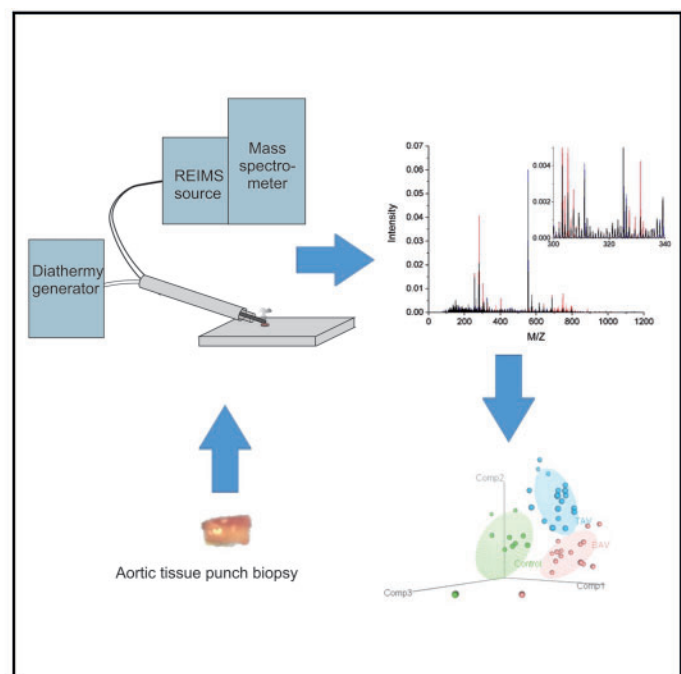 Mass
spectro-
meter
REIMS
source
Diathermy
generator
Aortic tissue punch biopsy
0.07
0.06
0.05
0.04
0.03
0.02
0.01
0.00
Intensity
0 200 400 600 800 1000 1200
M/Z
0.004
0.002
0.000
300 320 340
Comp2
TAV
BAV
Control
Comp3
Comp1